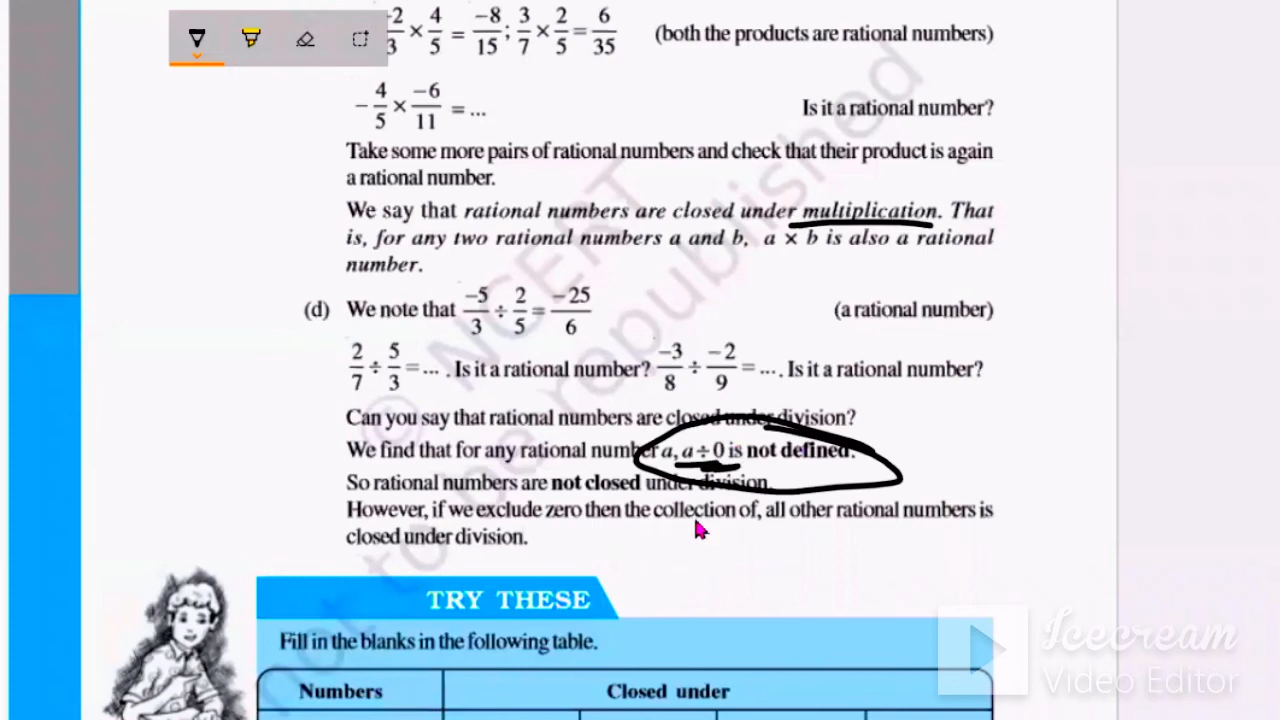 -2/3 × 4/5 = -8/15 ; 3/7 × 2/5 = 6/35 (both the products are rational numbers)
-4/5 × -6/11 = ... Is it a rational number?
Take some more pairs of rational numbers and check that their product is again
a rational number.
We say that rational numbers are closed under multiplication. That
is, for any two rational numbers a and b, a × b is also a rational
number.
(d) We note that -5/3 ÷ 2/5 = -25/6 (a rational number)
2/7 ÷ 5/3 = ... . Is it a rational number? -3/8 ÷ -2/9 = ... . Is it a rational number?
Can you say that rational numbers are closed under division?
We find that for any rational number a, a ÷ 0 is not defined.
So rational numbers are not closed under division.
However, if we exclude zero then the collection of, all other rational numbers is
closed under division.
TRY THESE
Fill in the blanks in the following table.
Numbers Closed under
© NCERT
not to be republished
Icecream
Video Editor